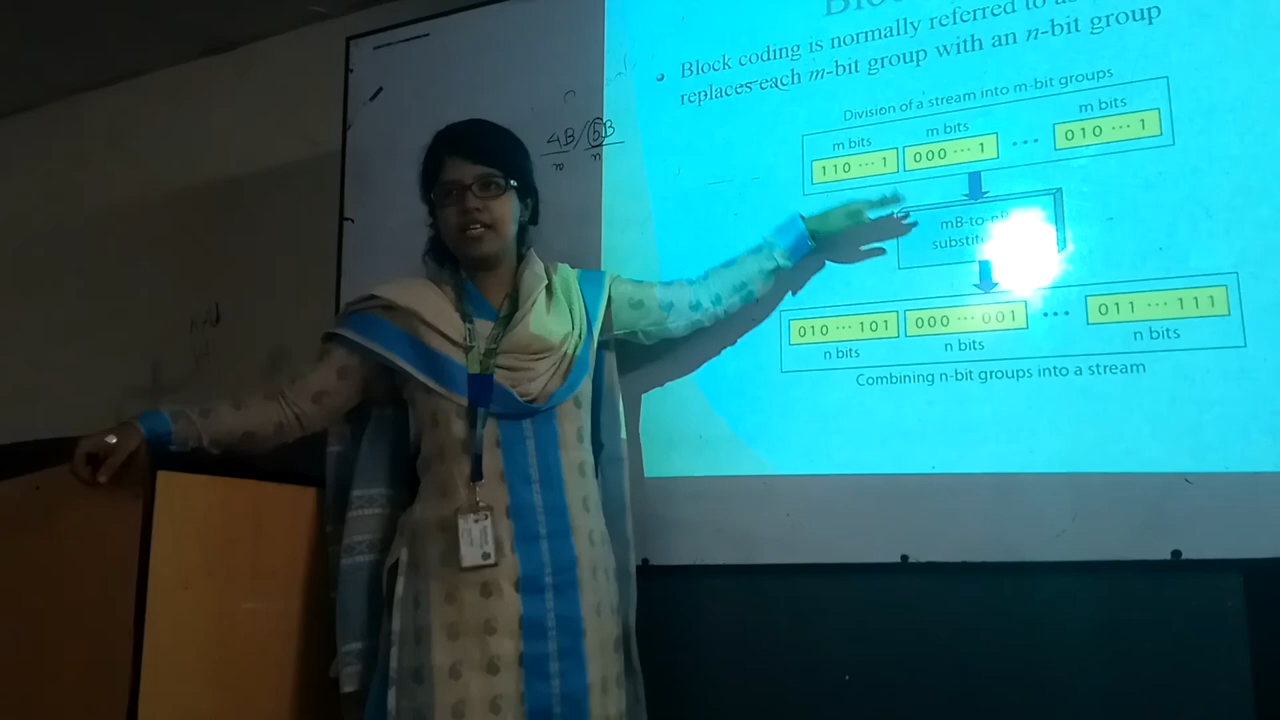 Block coding is normally referred to
replaces each m-bit group with an n-bit group
Division of a stream into m-bit groups
m bits m bits m bits
110 ··· 1 000 ··· 1 ··· 010 ··· 1
mB-to-
010 ··· 101 000 ··· 001 ··· 011 ··· 111
n bits n bits n bits
Combining n-bit groups into a stream
4B/5B
m n